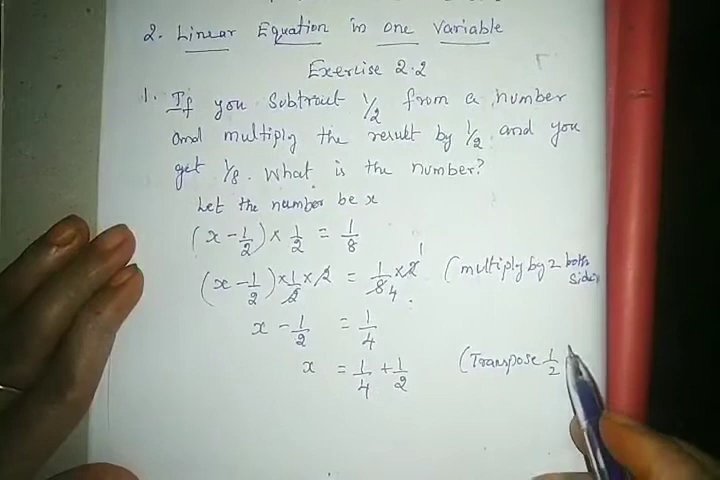 2. Linear Equation in one Variable
Exercise 2.2
1. If you Subtract 1/2 from a number
and multiply the result by 1/2 and you
get 1/8. What is the number?
Let the number be x
(x - 1/2) × 1/2 = 1/8
(x - 1/2) × 1/2 × 2 = 1/8 4 × 2 1 (multiply by 2 both sides
x - 1/2 = 1/4
x = 1/4 + 1/2 (Transpose 1/2